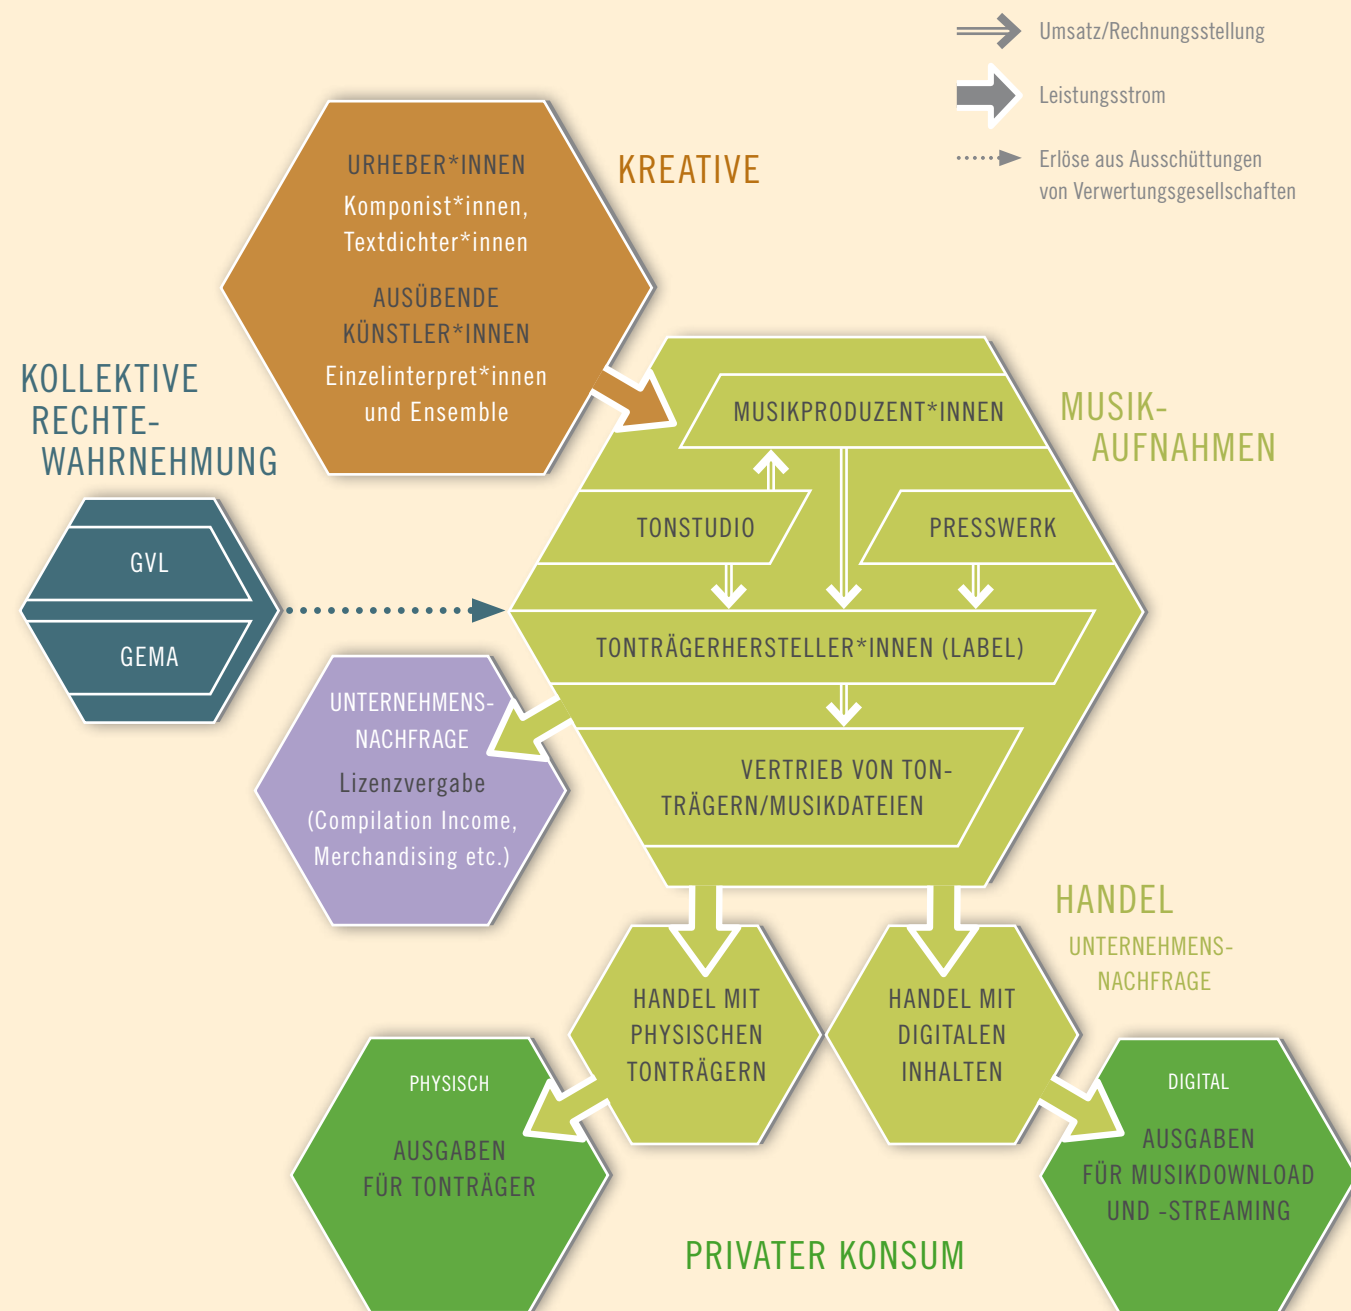 Umsatz/Rechnungsstellung
Leistungsstrom
Erlöse aus Ausschüttungen
von Verwertungsgesellschaften
KREATIVE
URHEBER*INNEN
Komponist*innen,
Textdichter*innen
AUSÜBENDE
KÜNSTLER*INNEN
Einzelinterpret*innen
und Ensemble
KOLLEKTIVE
RECHTE-
WAHRNEHMUNG
GVL
GEMA
MUSIK-
AUFNAHMEN
MUSIKPRODUZENT*INNEN
TONSTUDIO
PRESSWERK
TONTRÄGERHERSTELLER*INNEN (LABEL)
VERTRIEB VON TON-
TRÄGERN/MUSIKDATEIEN
UNTERNEHMENS-
NACHFRAGE
Lizenzvergabe
(Compilation Income,
Merchandising etc.)
HANDEL
UNTERNEHMENS-
NACHFRAGE
HANDEL MIT
PHYSISCHEN
TONTRÄGERN
HANDEL MIT
DIGITALEN
INHALTEN
PHYSISCH
AUSGABEN
FÜR TONTRÄGER
DIGITAL
AUSGABEN
FÜR MUSIKDOWNLOAD
UND -STREAMING
PRIVATER KONSUM